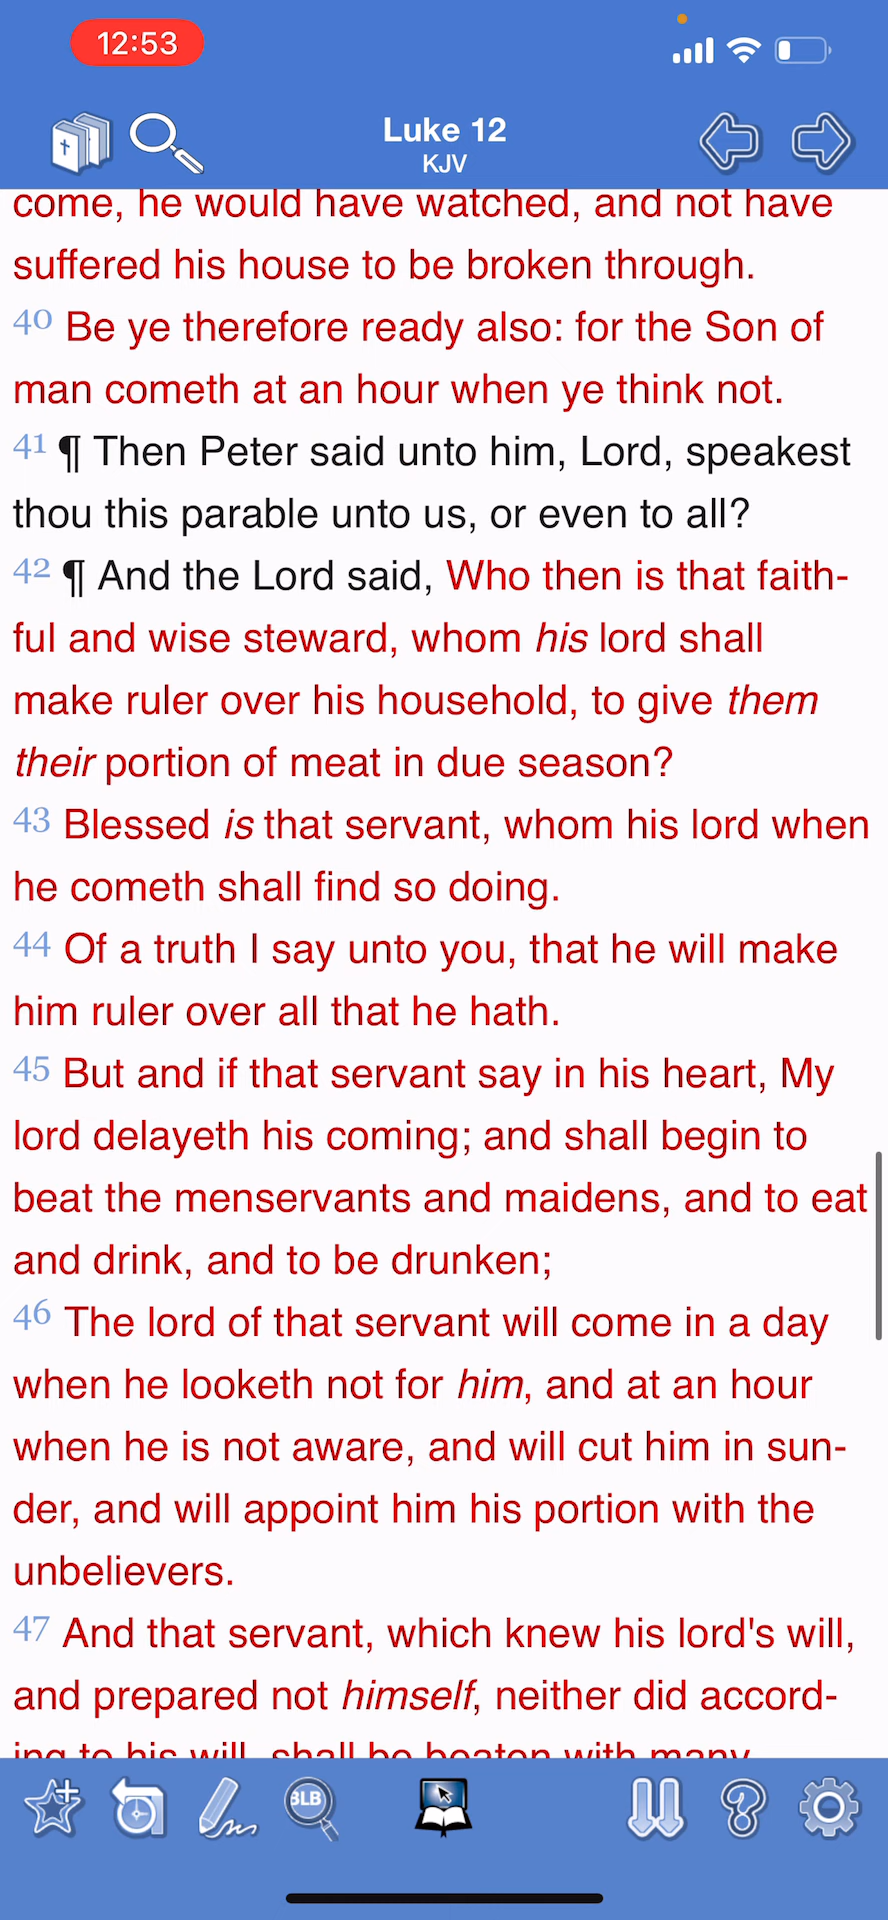 12:53
Luke 12
KJV
come, he would have watched, and not have
suffered his house to be broken through.
40 Be ye therefore ready also: for the Son of
man cometh at an hour when ye think not.
41 ¶ Then Peter said unto him, Lord, speakest
thou this parable unto us, or even to all?
42 ¶ And the Lord said, Who then is that faith-
ful and wise steward, whom his lord shall
make ruler over his household, to give them
their portion of meat in due season?
43 Blessed is that servant, whom his lord when
he cometh shall find so doing.
44 Of a truth I say unto you, that he will make
him ruler over all that he hath.
45 But and if that servant say in his heart, My
lord delayeth his coming; and shall begin to
beat the menservants and maidens, and to eat
and drink, and to be drunken;
46 The lord of that servant will come in a day
when he looketh not for him, and at an hour
when he is not aware, and will cut him in sun-
der, and will appoint him his portion with the
unbelievers.
47 And that servant, which knew his lord's will,
and prepared not himself, neither did accord-
ing to his will, shall be beaten with many
BLB